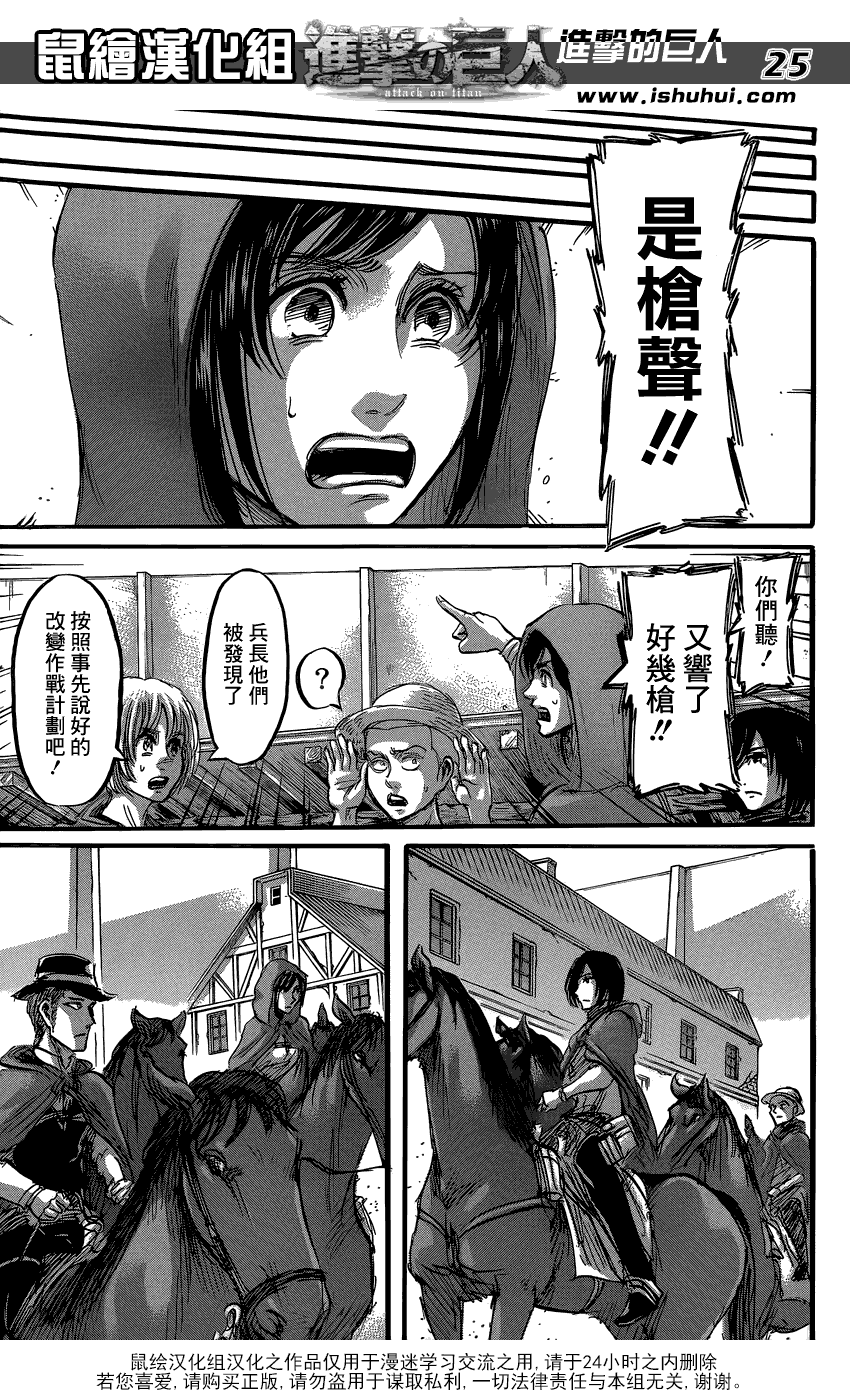 鼠繪漢化組
進撃の巨人
attack on titan
進擊的巨人
25
www.ishuhui.com
是槍聲!!
你們聽!
又響了
好幾槍!!
?
兵長他們
被發現了
按照事先說好的
改變作戰計劃吧!
鼠绘汉化组汉化之作品仅用于漫迷学习交流之用,请于24小时之内删除
若您喜爱,请购买正版,请勿盗用于谋取私利,一切法律责任与本组无关,谢谢。